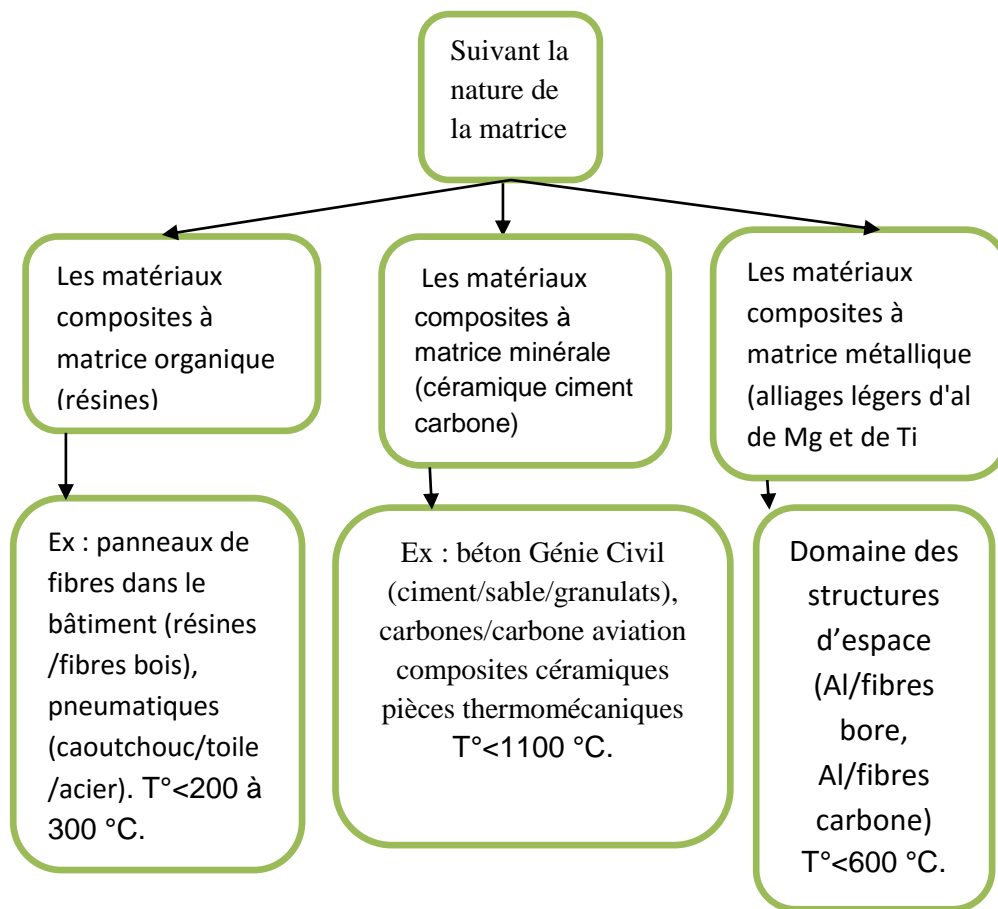 Suivant la
nature de
la matrice
Les matériaux
composites à
matrice organique
(résines)
Les matériaux
composites à
matrice minérale
(céramique ciment
carbone)
Les matériaux
composites à
matrice métallique
(alliages légers d'al
de Mg et de Ti
Ex : panneaux de
fibres dans le
bâtiment (résines
/fibres bois),
pneumatiques
(caoutchouc/toile
/acier). T°<200 à
300 °C.
Ex : béton Génie Civil
(ciment/sable/granulats),
carbones/carbone aviation
composites céramiques
pièces thermomécaniques
T°<1100 °C.
Domaine des
structures
d’espace
(Al/fibres
bore,
Al/fibres
carbone)
T°<600 °C.